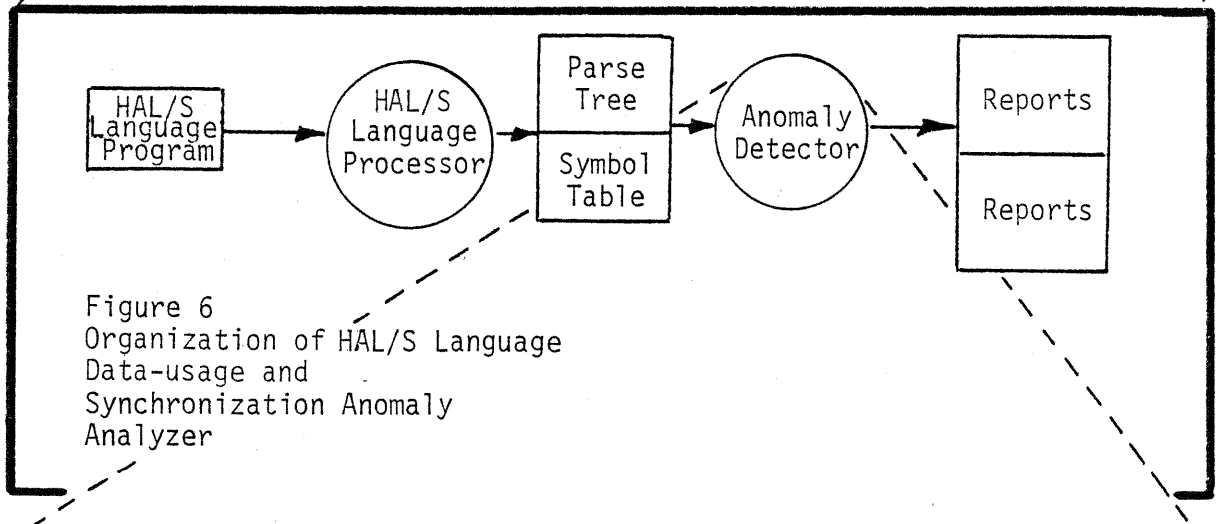 HAL/S
Language
Program
HAL/S
Language
Processor
Parse
Tree
Symbol
Table
Anomaly
Detector
Reports
Reports
Figure 6
Organization of HAL/S Language
Data-usage and
Synchronization Anomaly
Analyzer